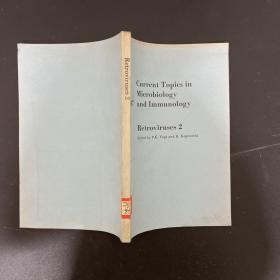 Retroviruses 2
Current Topics in
Microbiology
and Immunology
Retroviruses 2
Edited by P.K. Vogt and H. Koprowski